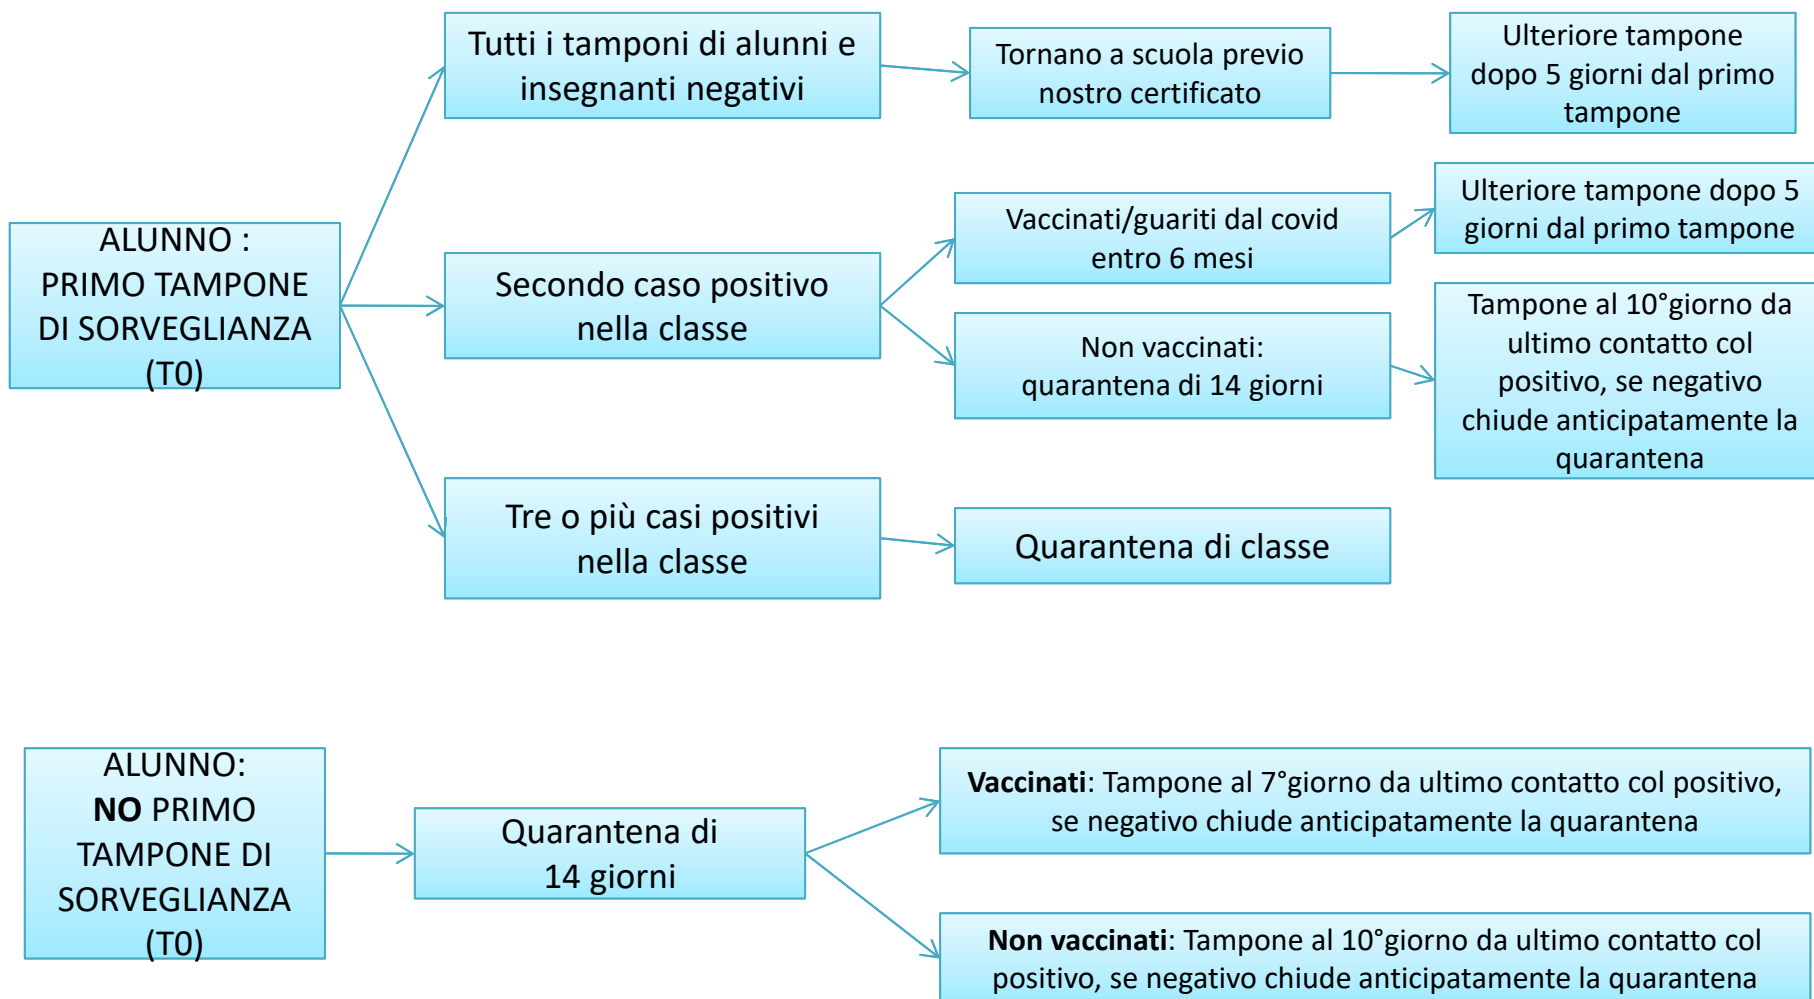 Tutti i tamponi di alunni e
insegnanti negativi
Tornano a scuola previo
nostro certificato
Ulteriore tampone
dopo 5 giorni dal primo
tampone
ALUNNO :
PRIMO TAMPONE
DI SORVEGLIANZA
(T0)
Secondo caso positivo
nella classe
Vaccinati/guariti dal covid
entro 6 mesi
Ulteriore tampone dopo 5
giorni dal primo tampone
Non vaccinati:
quarantena di 14 giorni
Tampone al 10°giorno da
ultimo contatto col
positivo, se negativo
chiude anticipatamente la
quarantena
Tre o più casi positivi
nella classe
Quarantena di classe
ALUNNO:
NO PRIMO
TAMPONE DI
SORVEGLIANZA
(T0)
Quarantena di
14 giorni
Vaccinati: Tampone al 7°giorno da ultimo contatto col positivo,
se negativo chiude anticipatamente la quarantena
Non vaccinati: Tampone al 10°giorno da ultimo contatto col
positivo, se negativo chiude anticipatamente la quarantena